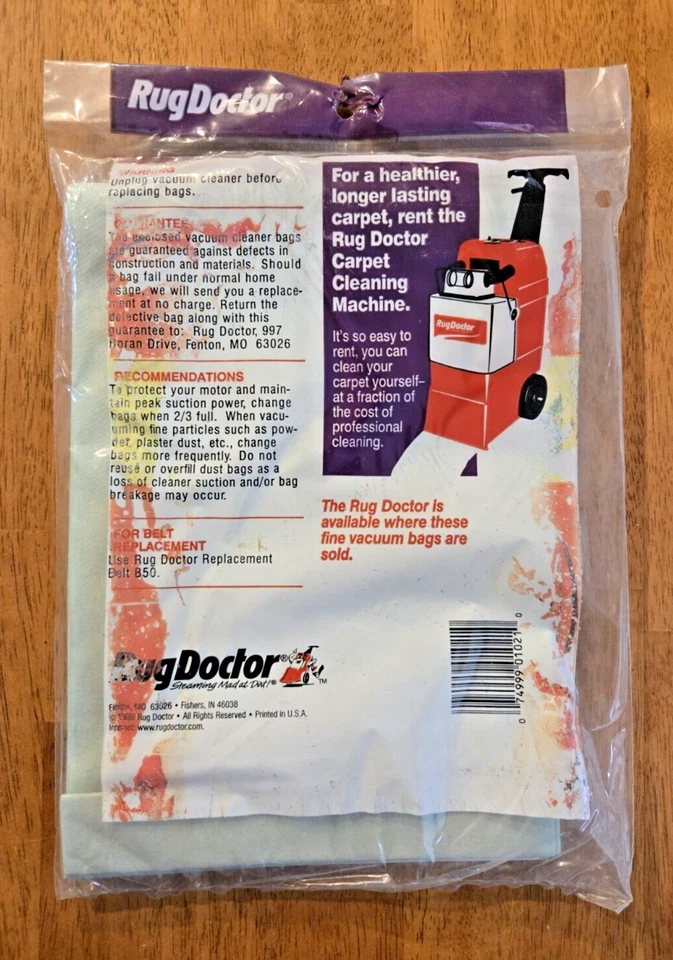 RugDoctor®
WARNING
Unplug vacuum cleaner before
replacing bags.
GUARANTEE
The enclosed vacuum cleaner bags
are guaranteed against defects in
construction and materials. Should
a bag fail under normal home
usage, we will send you a replace-
ment at no charge. Return the
defective bag along with this
guarantee to: Rug Doctor, 997
Horan Drive, Fenton, MO 63026
RECOMMENDATIONS
To protect your motor and main-
tain peak suction power, change
bags when 2/3 full. When vacu-
uming fine particles such as pow-
der, plaster dust, etc., change
bags more frequently. Do not
reuse or overfill dust bags as a
loss of cleaner suction and/or bag
breakage may occur.
FOR BELT
REPLACEMENT
Use Rug Doctor Replacement
Belt B50.
For a healthier,
longer lasting
carpet, rent the
Rug Doctor
Carpet
Cleaning
Machine.
It's so easy to
rent, you can
clean your
carpet yourself–
at a fraction of
the cost of
professional
cleaning.
RugDoctor
The Rug Doctor is
available where these
fine vacuum bags are
sold.
RugDoctor®
Steaming Mad at Dirt!® ™
Fenton, MO 63026 • Fishers, IN 46038
© Rug Doctor • All Rights Reserved • Printed in U.S.A.
Internet: www.rugdoctor.com.
0 74999 01021 0